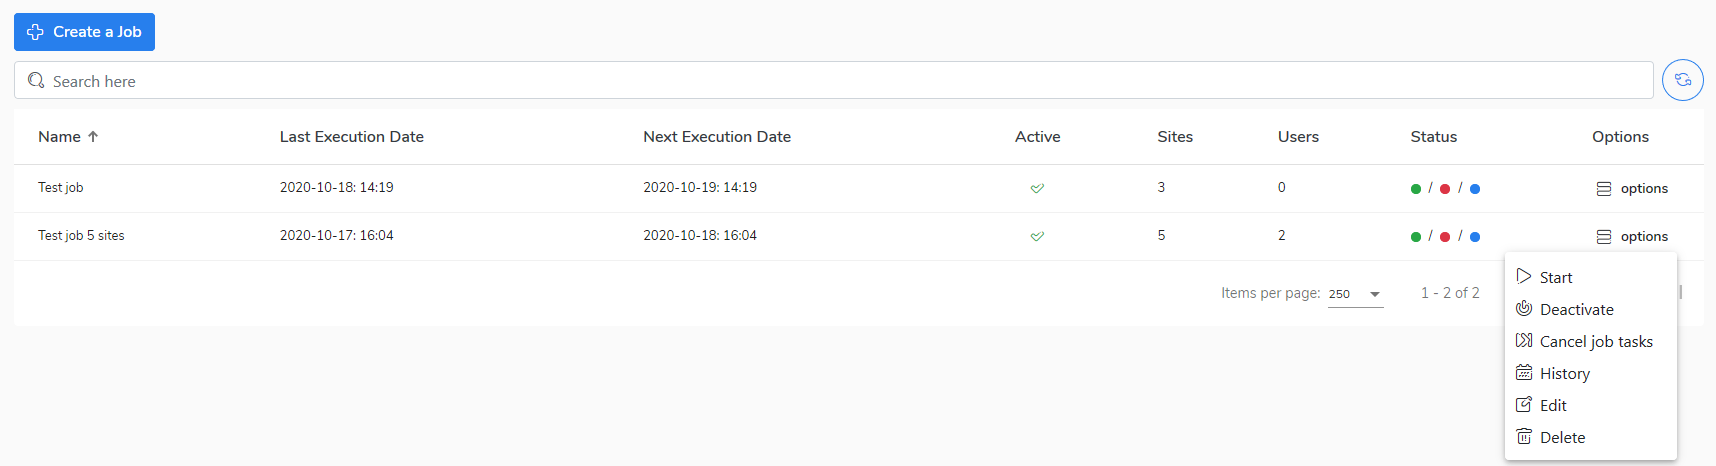 Create a Job
Search here
Name Last Execution Date Next Execution Date Active Sites Users Status Options
Test job 2020-10-18: 14:19 2020-10-19: 14:19 3 0 / / options
Test job 5 sites 2020-10-17: 16:04 2020-10-18: 16:04 5 2 / / options
Items per page: 250 1 - 2 of 2
Start
Deactivate
Cancel job tasks
History
Edit
Delete